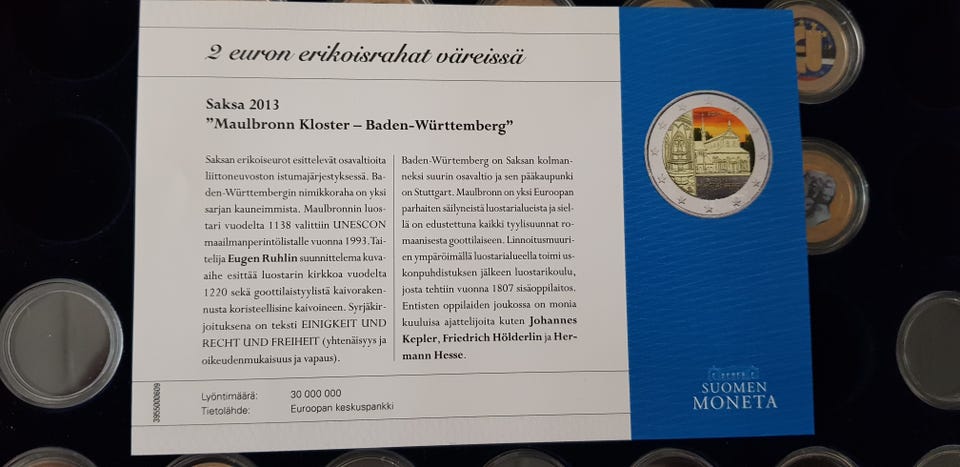 2 euron erikoisrahat väreissä
Saksa 2013
”Maulbronn Kloster – Baden-Württemberg”
Saksan erikoiseurot esittelevät osavaltioita
liittoneuvoston istumajärjestyksessä. Ba-
den-Württembergin nimikkoraha on yksi
sarjan kauneimmista. Maulbronnin luos-
tari vuodelta 1138 valittiin UNESCON
maailmanperintölistalle vuonna 1993. Tai-
telija Eugen Ruhlin suunnittelema kuva-
aihe esittää luostarin kirkkoa vuodelta
1220 sekä goottilaistyylistä kaivoraken-
nusta koristeellisine kaivoineen. Syrjäkir-
joituksena on teksti EINIGKEIT UND
RECHT UND FREIHEIT (yhtenäisyys ja
oikeudenmukaisuus ja vapaus).
Baden-Würtemberg on Saksan kolman-
neksi suurin osavaltio ja sen pääkaupunki
on Stuttgart. Maulbronn on yksi Euroopan
parhaiten säilyneistä luostarialueista ja siel-
lä on edustettuna kaikki tyylisuunnat ro-
maanisesta goottilaiseen. Linnoitusmuuri-
en ympäröimällä luostarialueella toimi us-
konpuhdistuksen jälkeen luostarikoulu,
josta tehtiin vuonna 1807 sisäoppilaitos.
Entisten oppilaiden joukossa on monia
kuuluisa ajattelijoita kuten Johannes
Kepler, Friedrich Hölderlin ja Her-
mann Hesse.
Lyöntimäärä: 30 000 000
Tietolähde: Euroopan keskuspankki
3955000609
SUOMEN
MONETA